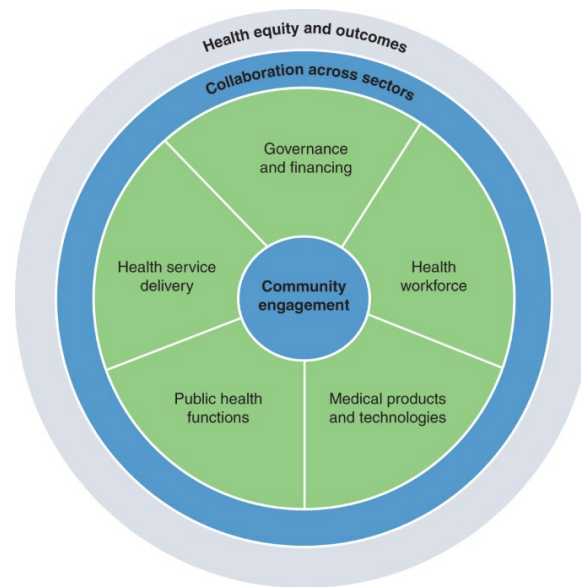 Health equity and outcomes
Collaboration across sectors
Governance
and financing
Health service
delivery
Community
engagement
Health
workforce
Public health
functions
Medical products
and technologies